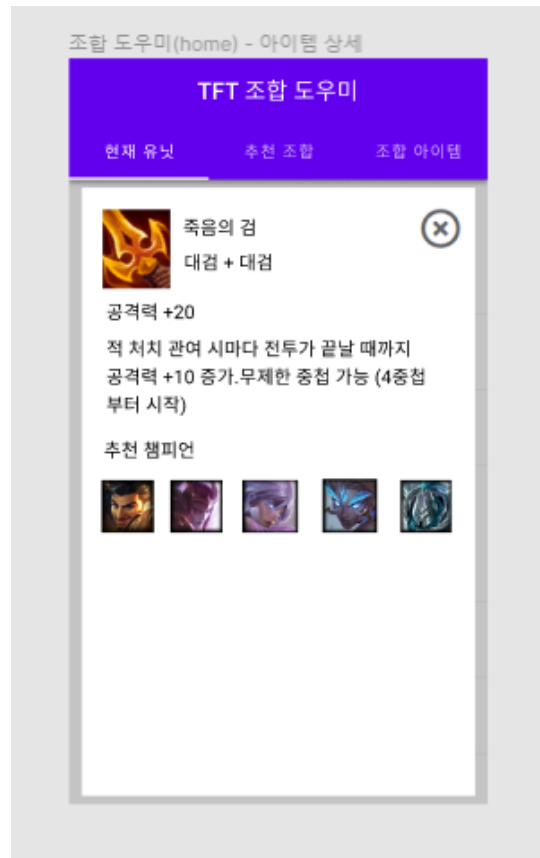 조합 도우미(home) - 아이템 상세
TFT 조합 도우미
현재 유닛 추천 조합 조합 아이템
죽음의 검
대검 + 대검
공격력 +20
적 처치 관여 시마다 전투가 끝날 때까지
공격력 +10 증가.무제한 중첩 가능 (4중첩
부터 시작)
추천 챔피언